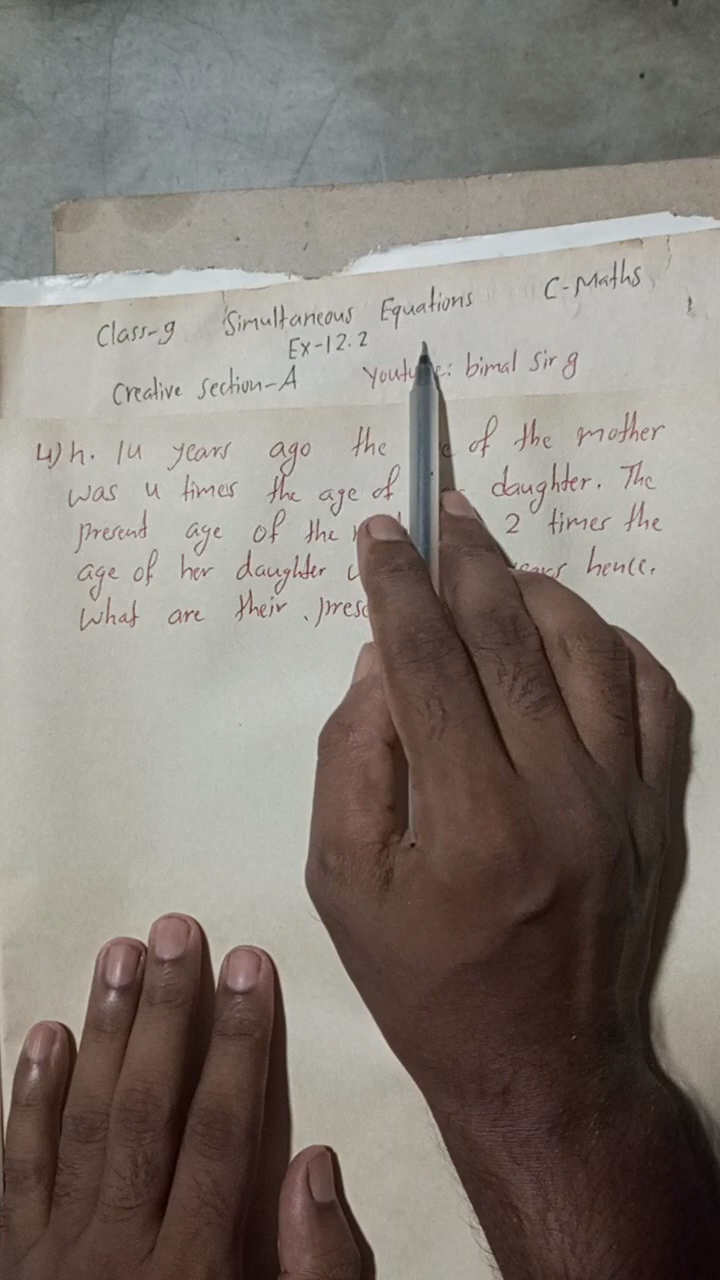 Class-9 Simultaneous Equations C-Maths
Ex-12.2
Creative section-A Youtube: bimal Sir g
4)h. 14 years ago the of the mother
was 4 times the age of daughter. The
present age of the 2 times the
age of her daughter years hence.
What are their